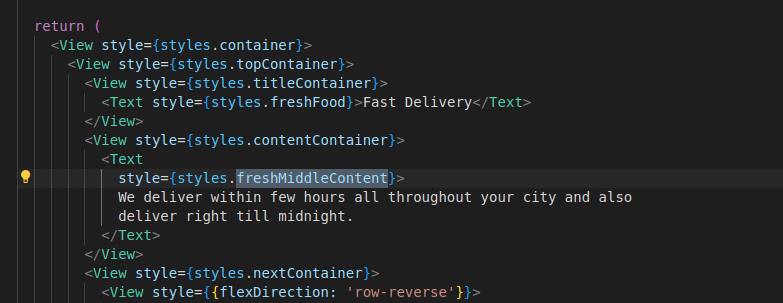 return (
<View style={styles.container}>
<View style={styles.topContainer}>
<View style={styles.titleContainer}>
<Text style={styles.freshFood}>Fast Delivery</Text>
</View>
<View style={styles.contentContainer}>
<Text
style={styles.freshMiddleContent}>
We deliver within few hours all throughout your city and also
deliver right till midnight.
</Text>
</View>
<View style={styles.nextContainer}>
<View style={{flexDirection: 'row-reverse'}}>